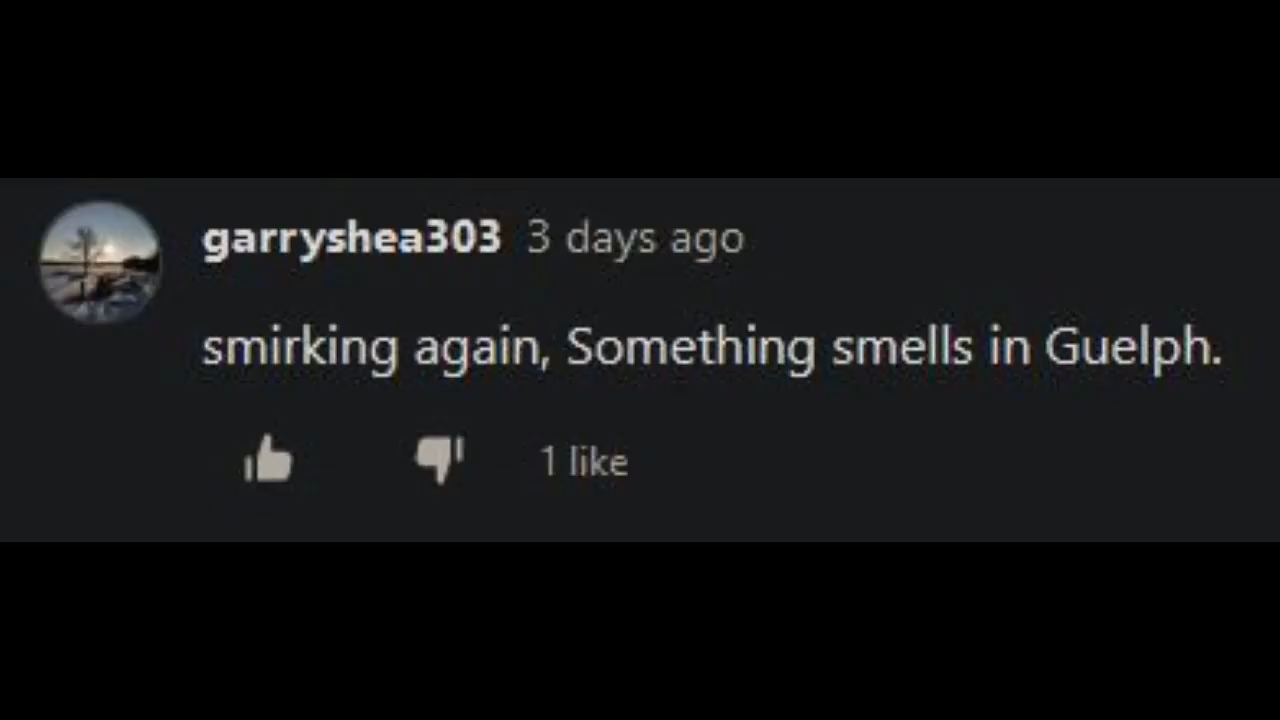 garryshea303 3 days ago
smirking again, Something smells in Guelph.
1 like